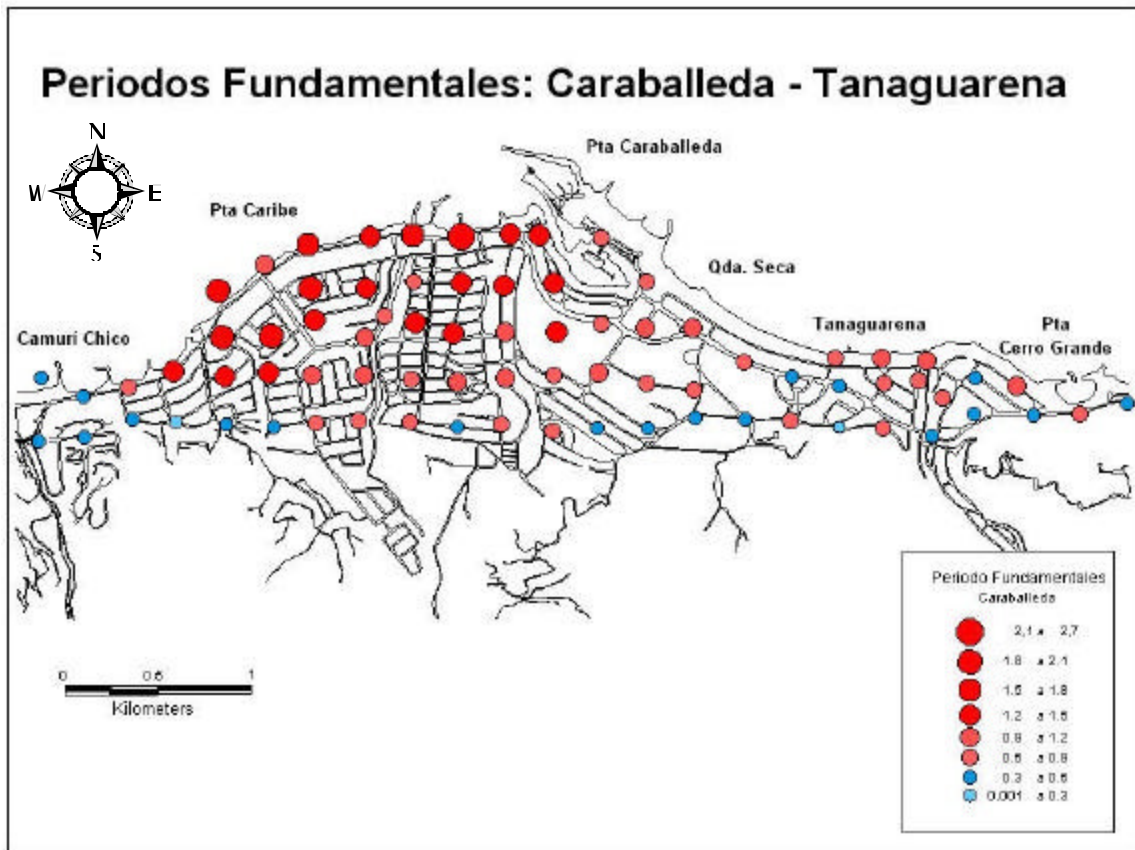 Periodos Fundamentales: Caraballeda - Tanaguarena
N
W E
S
Pta Caraballeda
Pta Caribe
Qda. Seca
Tanaguarena
Pta
Cerro Grande
Camurí Chico
Periodo Fundamentales
Caraballeda
2,1 a 2,7
1.8 a 2.1
1.5 a 1.8
1.2 a 1.5
0.9 a 1.2
0.5 a 0.9
0.3 a 0.5
0.001 a 0.3
0 0.5 1
Kilometers